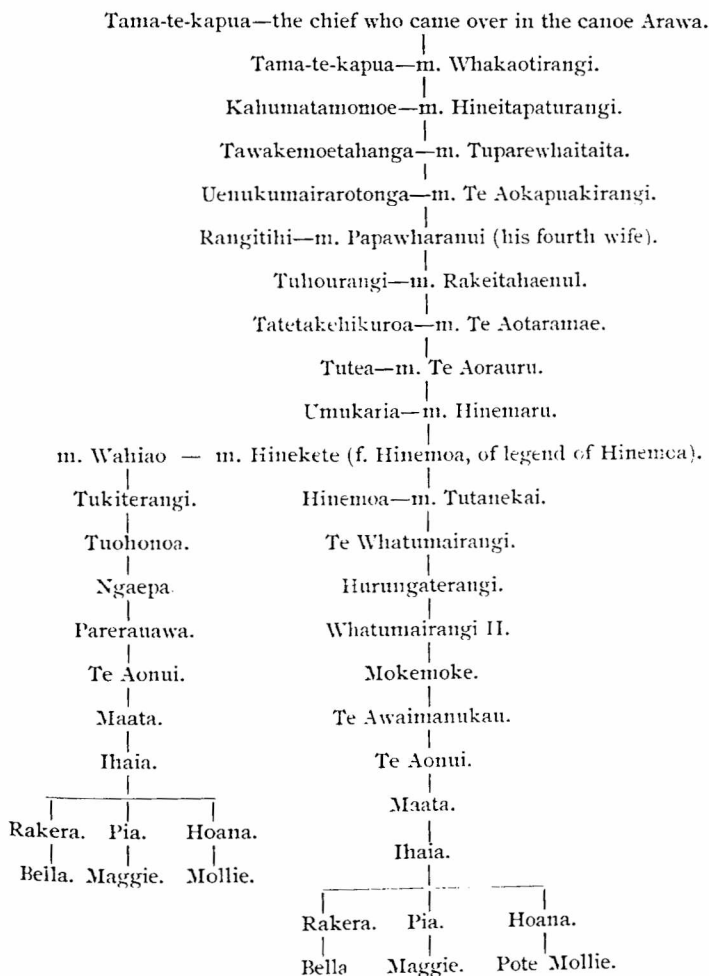 Tama-te-kapua—the chief who came over in the canoe Arawa.
Tama-te-kapua—m. Whakaotirangi.
Kahumatamomoe—m. Hineitapaturangi.
Tawakemoetahanga—m. Tuparewhaitaita.
Uenukumairarotonga—m. Te Aokapuakirangi.
Rangitihi—m. Papawharanui (his fourth wife).
Tuhourangi—m. Rakeitahaenul.
Tatetakehikuroa—m. Te Aotaramae.
Tutea—m. Te Aorauru.
Umukaria—m. Hinemaru.
m. Wahiao — m. Hinekete (f. Hinemoa, of legend of Hinemoa).
Tukiterangi. Hinemoa—m. Tutanekai.
Tuohonoa. Te Whatumairangi.
Ngaepa. Hurungaterangi.
Parerauawa. Whatumairangi II.
Te Aonui. Mokemoke.
Maata. Te Awaimanukau.
Ihaia. Te Aonui.
Maata.
Rakera. Pia. Hoana.
Ihaia.
Bella. Maggie. Mollie.
Rakera. Pia. Hoana.
Bella Maggie. Pote Mollie.